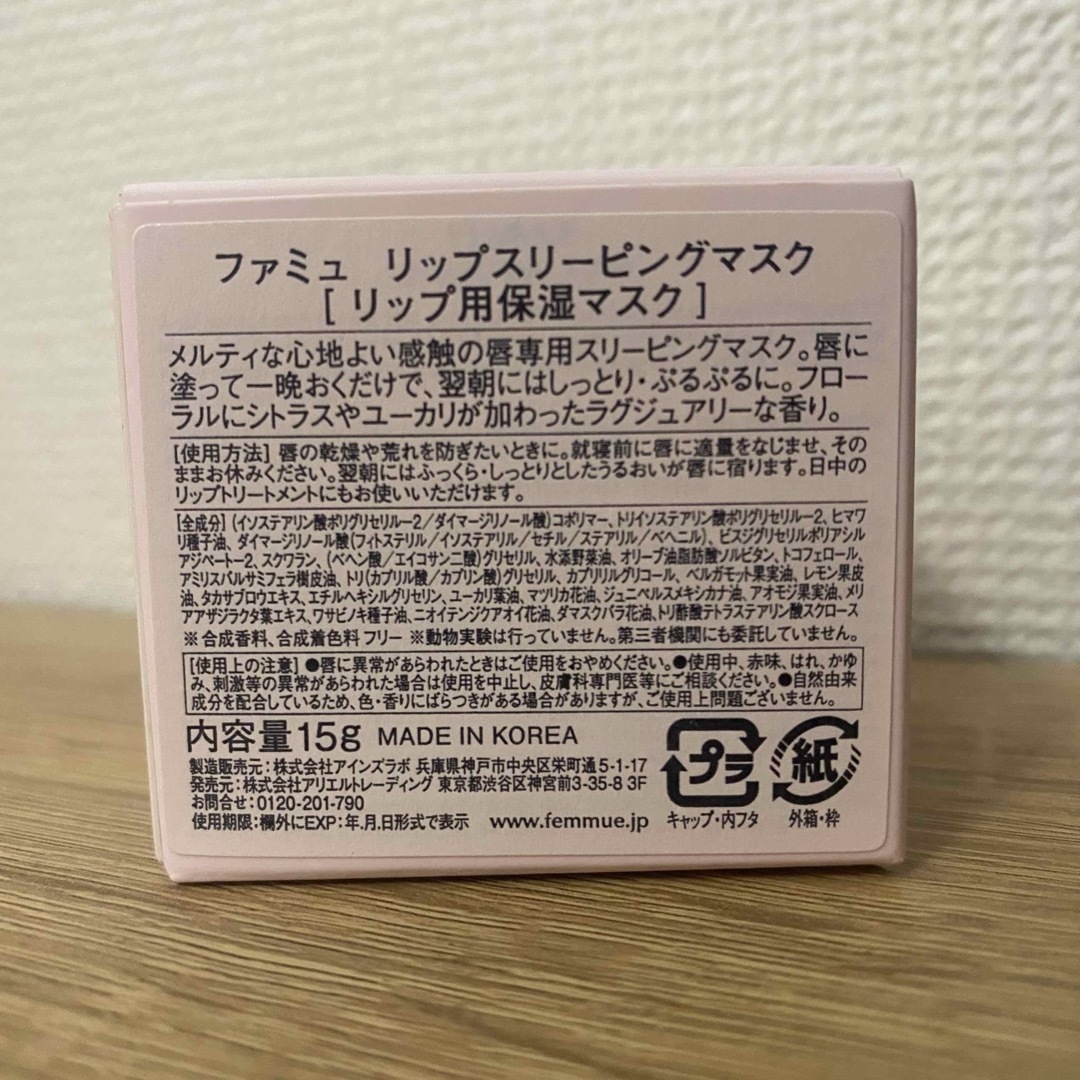 ファミュ　リップスリーピングマスク
[ リップ用保湿マスク ]
メルティな心地よい感触の唇専用スリーピングマスク。唇に
塗って一晩おくだけで、翌朝にはしっとり・ぷるぷるに。フロー
ラルにシトラスやユーカリが加わったラグジュアリーな香り。
[使用方法] 唇の乾燥や荒れを防ぎたいときに。就寝前に唇に適量をなじませ、その
ままお休みください。翌朝にはふっくら・しっとりとしたうるおいが唇に宿ります。日中の
リップトリートメントにもお使いいただけます。
[全成分] (イソステアリン酸ポリグリセリル－2／ダイマージリノール酸)コポリマー、トリイソステアリン酸ポリグリセリル－2、ヒマワ
リ種子油、ダイマージリノール酸(フィトステリル／イソステアリル／セチル／ステアリル／ベヘニル)、ビスジグリセリルポリアシル
アジペート－2、スクワラン、(ベヘン酸／エイコサン二酸)グリセリル、水添野菜油、オリーブ油脂肪酸ソルビタン、トコフェロール、
アミリスバルサミフェラ樹皮油、トリ(カプリル酸／カプリン酸)グリセリル、カプリリルグリコール、ベルガモット果実油、レモン果皮
油、タカサブロウエキス、エチルヘキシルグリセリン、ユーカリ葉油、マツリカ花油、ジュニペルスメキシカナ油、アオモジ果実油、メリ
アアザジラクタ葉エキス、ワサビノキ種子油、ニオイテンジクアオイ花油、ダマスクバラ花油、トリ酢酸テトラステアリン酸スクロース
※合成香料、合成着色料 フリー ※動物実験は行っていません。第三者機関にも委託していません。
[使用上の注意] ●唇に異常があらわれたときはご使用をおやめください。●使用中、赤味、はれ、かゆ
み、刺激等の異常があらわれた場合は使用を中止し、皮膚科専門医等にご相談ください。●自然由来
成分を配合しているため、色・香りにばらつきがある場合がありますが、ご使用上問題ございません。
内容量15g MADE IN KOREA
製造販売元：株式会社アインズラボ 兵庫県神戸市中央区栄町通5-1-17
発売元：株式会社アリエルトレーディング 東京都渋谷区神宮前3-35-8 3F
お問合せ：0120-201-790
使用期限：欄外にEXP：年.月.日形式で表示 www.femmue.jp
プラ
キャップ・内フタ
紙
外箱・枠